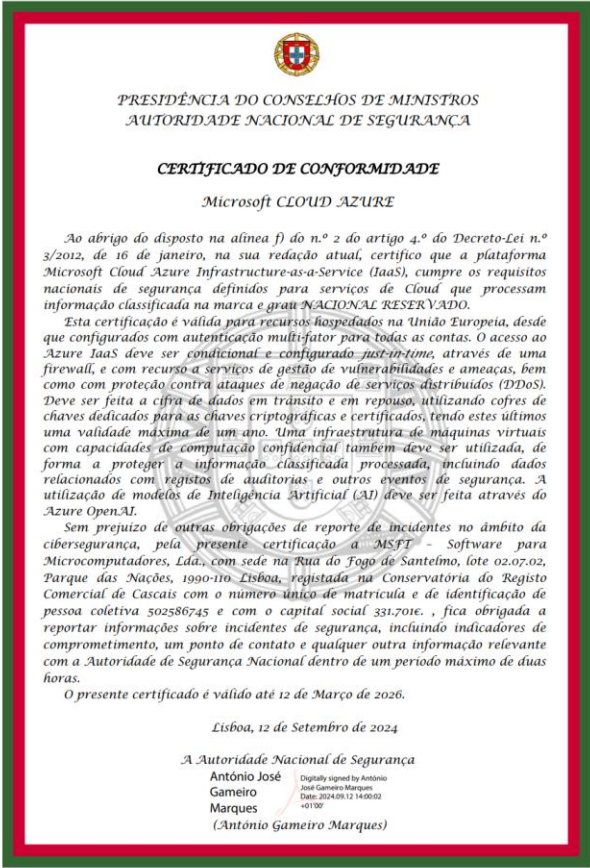 PRESIDÊNCIA DO CONSELHOS DE MINISTROS
AUTORIDADE NACIONAL DE SEGURANÇA
CERTIFICADO DE CONFORMIDADE
Microsoft CLOUD AZURE
Ao abrigo do disposto na alínea f) do n.º 2 do artigo 4.º do Decreto-Lei n.º
3/2012, de 16 de janeiro, na sua redação atual, certifico que a plataforma
Microsoft Cloud Azure Infrastructure-as-a-Service (IaaS), cumpre os requisitos
nacionais de segurança definidos para serviços de Cloud que processam
informação classificada na marca e grau NACIONAL RESERVADO.
Esta certificação é válida para recursos hospedados na União Europeia, desde
que configurados com autenticação multi-fator para todas as contas. O acesso ao
Azure IaaS deve ser condicional e configurado just-in-time, através de uma
firewall, e com recurso a serviços de gestão de vulnerabilidades e ameaças, bem
como com proteção contra ataques de negação de serviços distribuídos (DDoS).
Deve ser feita a cifra de dados em trânsito e em repouso, utilizando cofres de
chaves dedicados para as chaves criptográficas e certificados, tendo estes últimos
uma validade máxima de um ano. Uma infraestrutura de máquinas virtuais
com capacidades de computação confidencial também deve ser utilizada, de
forma a proteger a informação classificada processada, incluindo dados
relacionados com registos de auditorias e outros eventos de segurança. A
utilização de modelos de Inteligência Artificial (AI) deve ser feita através do
Azure OpenAI.
Sem prejuízo de outras obrigações de reporte de incidentes no âmbito da
cibersegurança, pela presente certificação a MSFT - Software para
Microcomputadores, Lda., com sede na Rua do Fogo de Santelmo, lote 02.07.02,
Parque das Nações, 1990-110 Lisboa, registada na Conservatória do Registo
Comercial de Cascais com o número único de matrícula e de identificação de
pessoa coletiva 502586745 e com o capital social 331.701€. , fica obrigada a
reportar informações sobre incidentes de segurança, incluindo indicadores de
comprometimento, um ponto de contato e qualquer outra informação relevante
com a Autoridade de Segurança Nacional dentro de um período máximo de duas
horas.
O presente certificado é válido até 12 de Março de 2026.
Lisboa, 12 de Setembro de 2024
A Autoridade Nacional de Segurança
António José
Gameiro
Marques
Digitally signed by António
José Gameiro Marques
Date: 2024.09.12 14:00:02
+01'00'
(António Gameiro Marques)